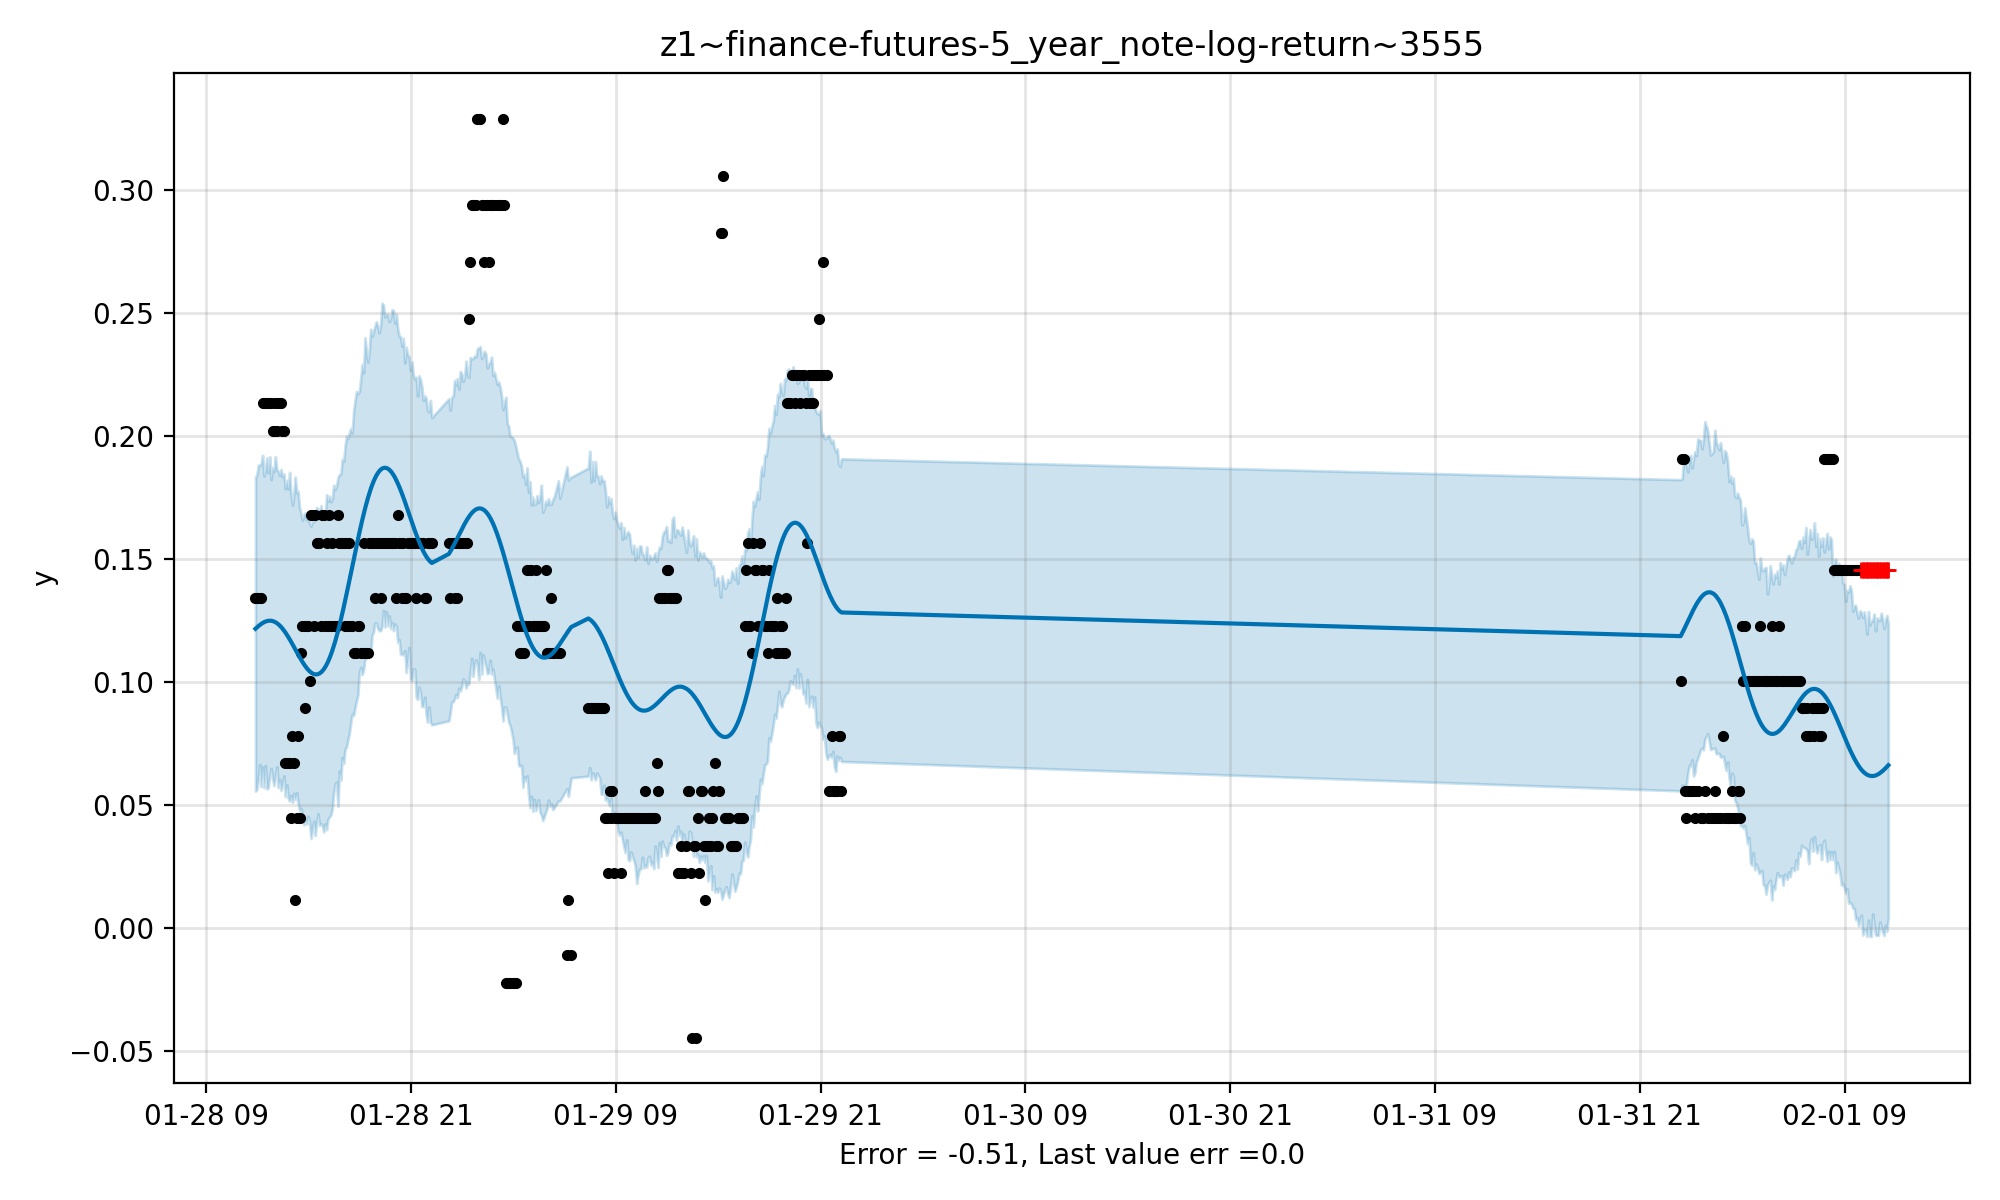 z1~finance-futures-5_year_note-log-return~3555
y
0.30
0.25
0.20
0.15
0.10
0.05
0.00
−0.05
01-28 09 01-28 21 01-29 09 01-29 21 01-30 09 01-30 21 01-31 09 01-31 21 02-01 09
Error = -0.51, Last value err =0.0